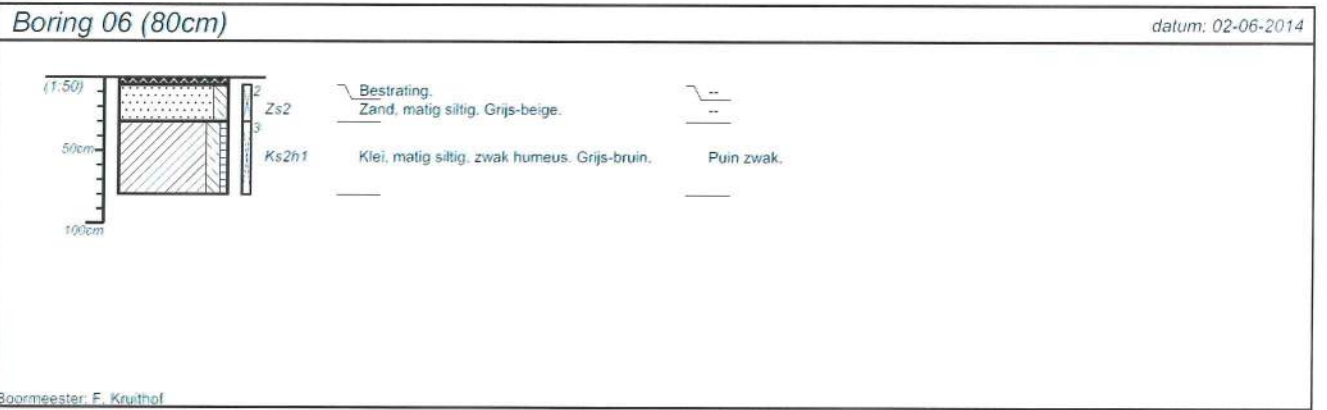 Boring 06 (80cm)
datum: 02-06-2014
(1:50)
2
Zs2
Bestrating.
--
Zand, matig siltig. Grijs-beige.
--
3
50cm
Ks2h1
Klei, matig siltig, zwak humeus. Grijs-bruin.
Puin zwak.
100cm
Boormeester: F. Kruithof